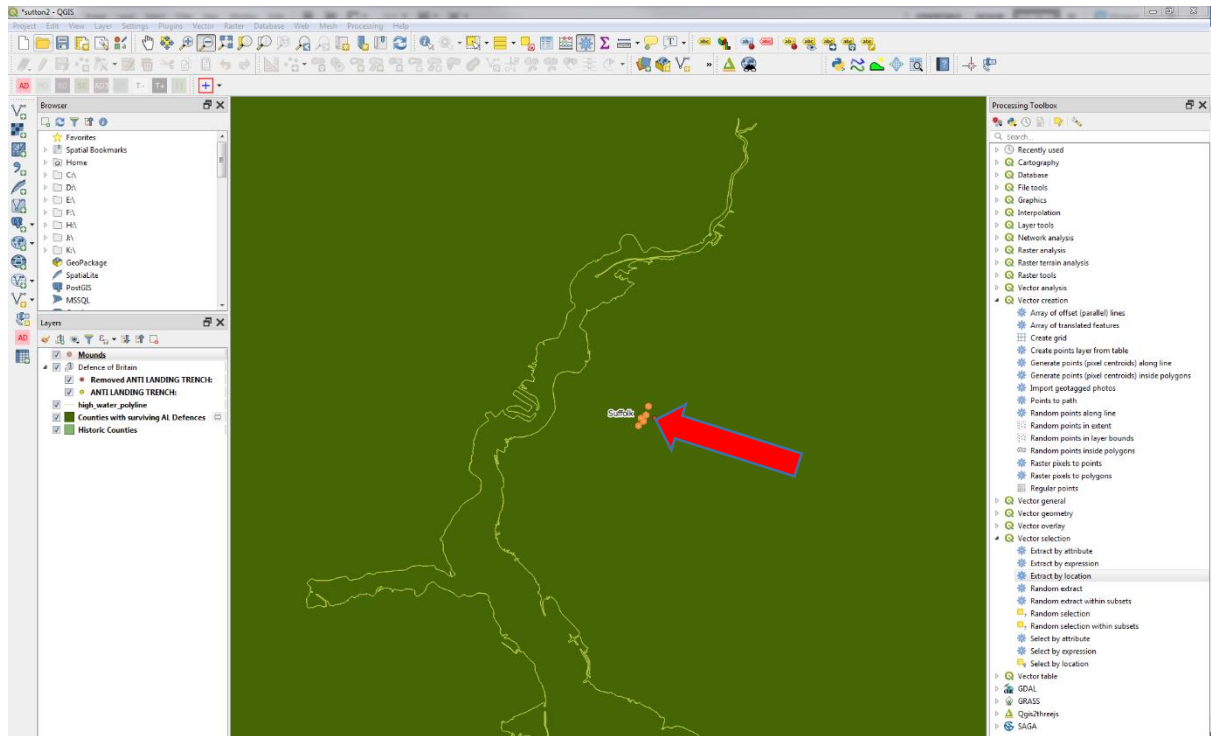 *sutton2 - QGIS
Project Edit View Layer Settings Plugins Vector Raster Database Web Mesh Processing Help
AD
Browser
Favorites
Spatial Bookmarks
Home
C:\
D:\
E:\
F:\
H:\
J:\
K:\
GeoPackage
SpatiaLite
PostGIS
MSSQL
Layers
AD
Mounds
Defence of Britain
Removed ANTI LANDING TRENCH:
ANTI LANDING TRENCH:
high_water_polyline
Counties with surviving AL Defences
Historic Counties
Suffolk
Processing Toolbox
Search...
Recently used
Cartography
Database
File tools
Graphics
Interpolation
Layer tools
Network analysis
Raster analysis
Raster terrain analysis
Raster tools
Vector analysis
Vector creation
Array of offset (parallel) lines
Array of translated features
Create grid
Create points layer from table
Generate points (pixel centroids) along line
Generate points (pixel centroids) inside polygons
Import geotagged photos
Points to path
Random points along line
Random points in extent
Random points in layer bounds
Random points inside polygons
Raster pixels to points
Raster pixels to polygons
Regular points
Vector general
Vector geometry
Vector overlay
Vector selection
Extract by attribute
Extract by expression
Extract by location
Random extract
Random extract within subsets
Random selection
Random selection within subsets
Select by attribute
Select by expression
Select by location
Vector table
GDAL
GRASS
Qgis2threejs
SAGA